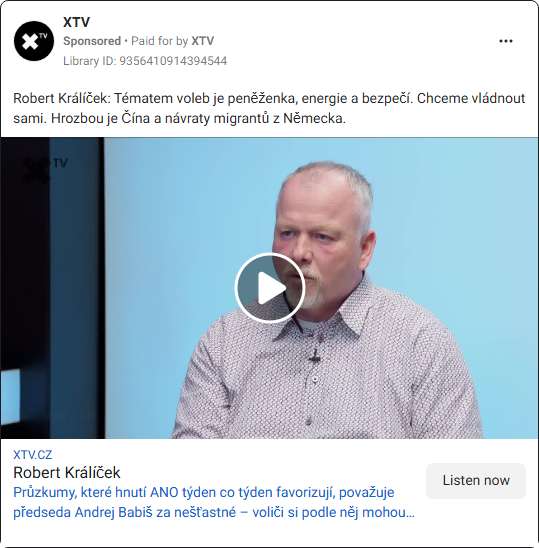 XTV
Sponsored • Paid for by XTV
Library ID: 9356410914394544
Robert Králíček: Tématem voleb je peněženka, energie a bezpečí. Chceme vládnout
sami. Hrozbou je Čína a návraty migrantů z Německa.
XTV
XTV.CZ
Robert Králíček
Průzkumy, které hnutí ANO týden co týden favorizují, považuje
předseda Andrej Babiš za nešťastné – voliči si podle něj mohou...
Listen now